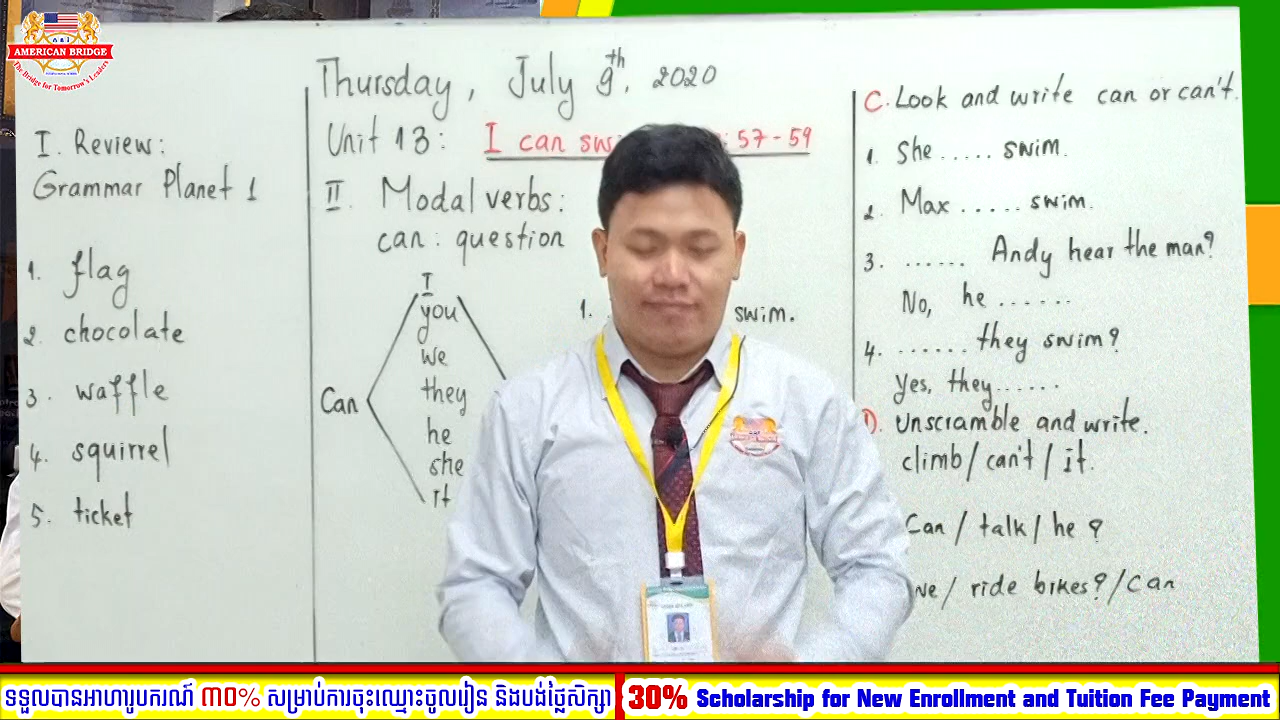 AMERICAN BRIDGE
The Bridge for Tomorrow's Leaders
Thursday, July 9th, 2020
Unit 13: I can : 57-59
I. Review:
Grammar Planet 1
1. flag
2. chocolate
3. waffle
4. squirrel
5. ticket
II. Modal verbs:
can: question
Can
I
you
we
they
he
she
it
1. swim.
C. Look and write can or can't.
1. She ..... swim.
2. Max ..... swim.
3. ...... Andy hear the man?
No, he ......
4. ...... they swim?
Yes, they ......
D. Unscramble and write.
climb / can't / it.
Can / talk / he ?
we / ride bikes? / Can
ទទួលបានអាហារូបករណ៍ ៣០% សម្រាប់ការចុះឈ្មោះចូលរៀន និងបង់ថ្លៃសិក្សា
30% Scholarship for New Enrollment and Tuition Fee Payment